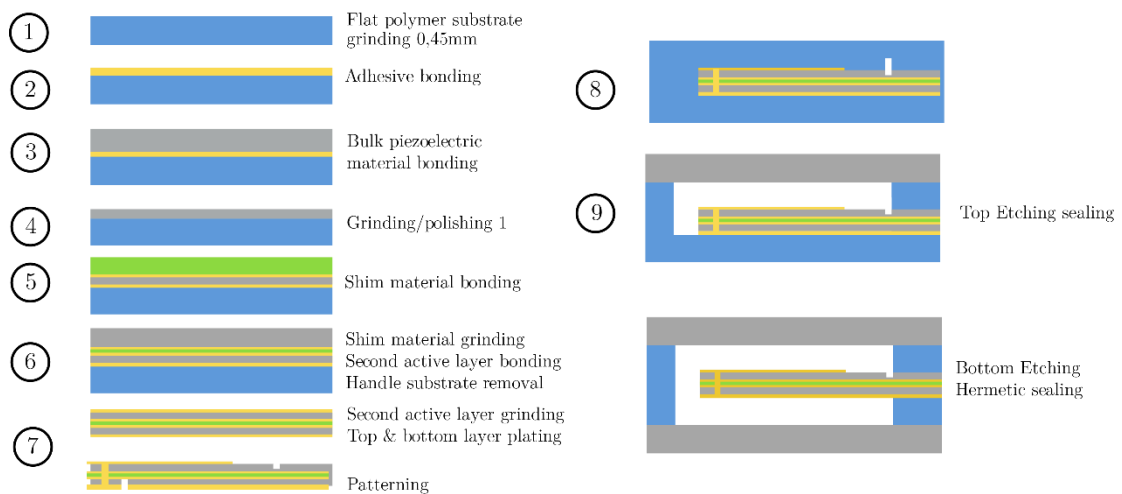 1
Flat polymer substrate
grinding 0,45mm
2
Adhesive bonding
3
Bulk piezoelectric
material bonding
4
Grinding/polishing 1
5
Shim material bonding
6
Shim material grinding
Second active layer bonding
Handle substrate removal
7
Second active layer grinding
Top & bottom layer plating
Patterning
8
9
Top Etching sealing
Bottom Etching
Hermetic sealing